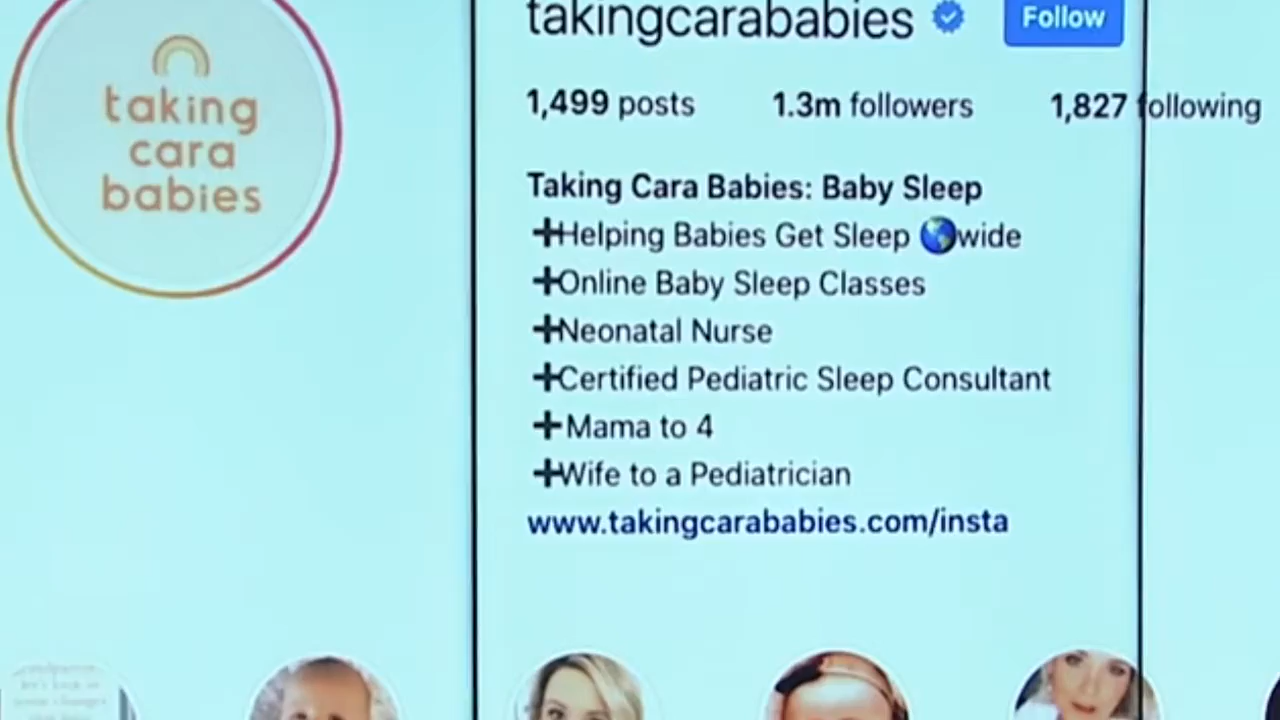 taking
cara
babies
takingcarababies
Follow
1,499 posts 1.3m followers 1,827 following
Taking Cara Babies: Baby Sleep
➕Helping Babies Get Sleep 🌎wide
➕Online Baby Sleep Classes
➕Neonatal Nurse
➕Certified Pediatric Sleep Consultant
➕Mama to 4
➕Wife to a Pediatrician
www.takingcarababies.com/insta